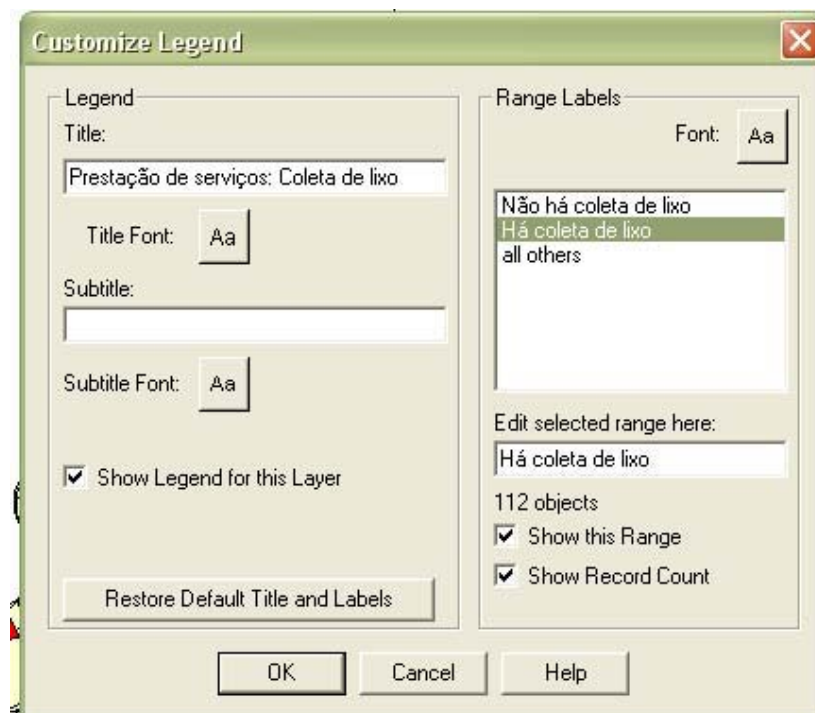 Customize Legend
Legend
Title:
Prestação de serviços: Coleta de lixo
Title Font: Aa
Subtitle:
Subtitle Font: Aa
Show Legend for this Layer
Restore Default Title and Labels
Range Labels
Font: Aa
Não há coleta de lixo
Há coleta de lixo
all others
Edit selected range here:
Há coleta de lixo
112 objects
Show this Range
Show Record Count
OK Cancel Help